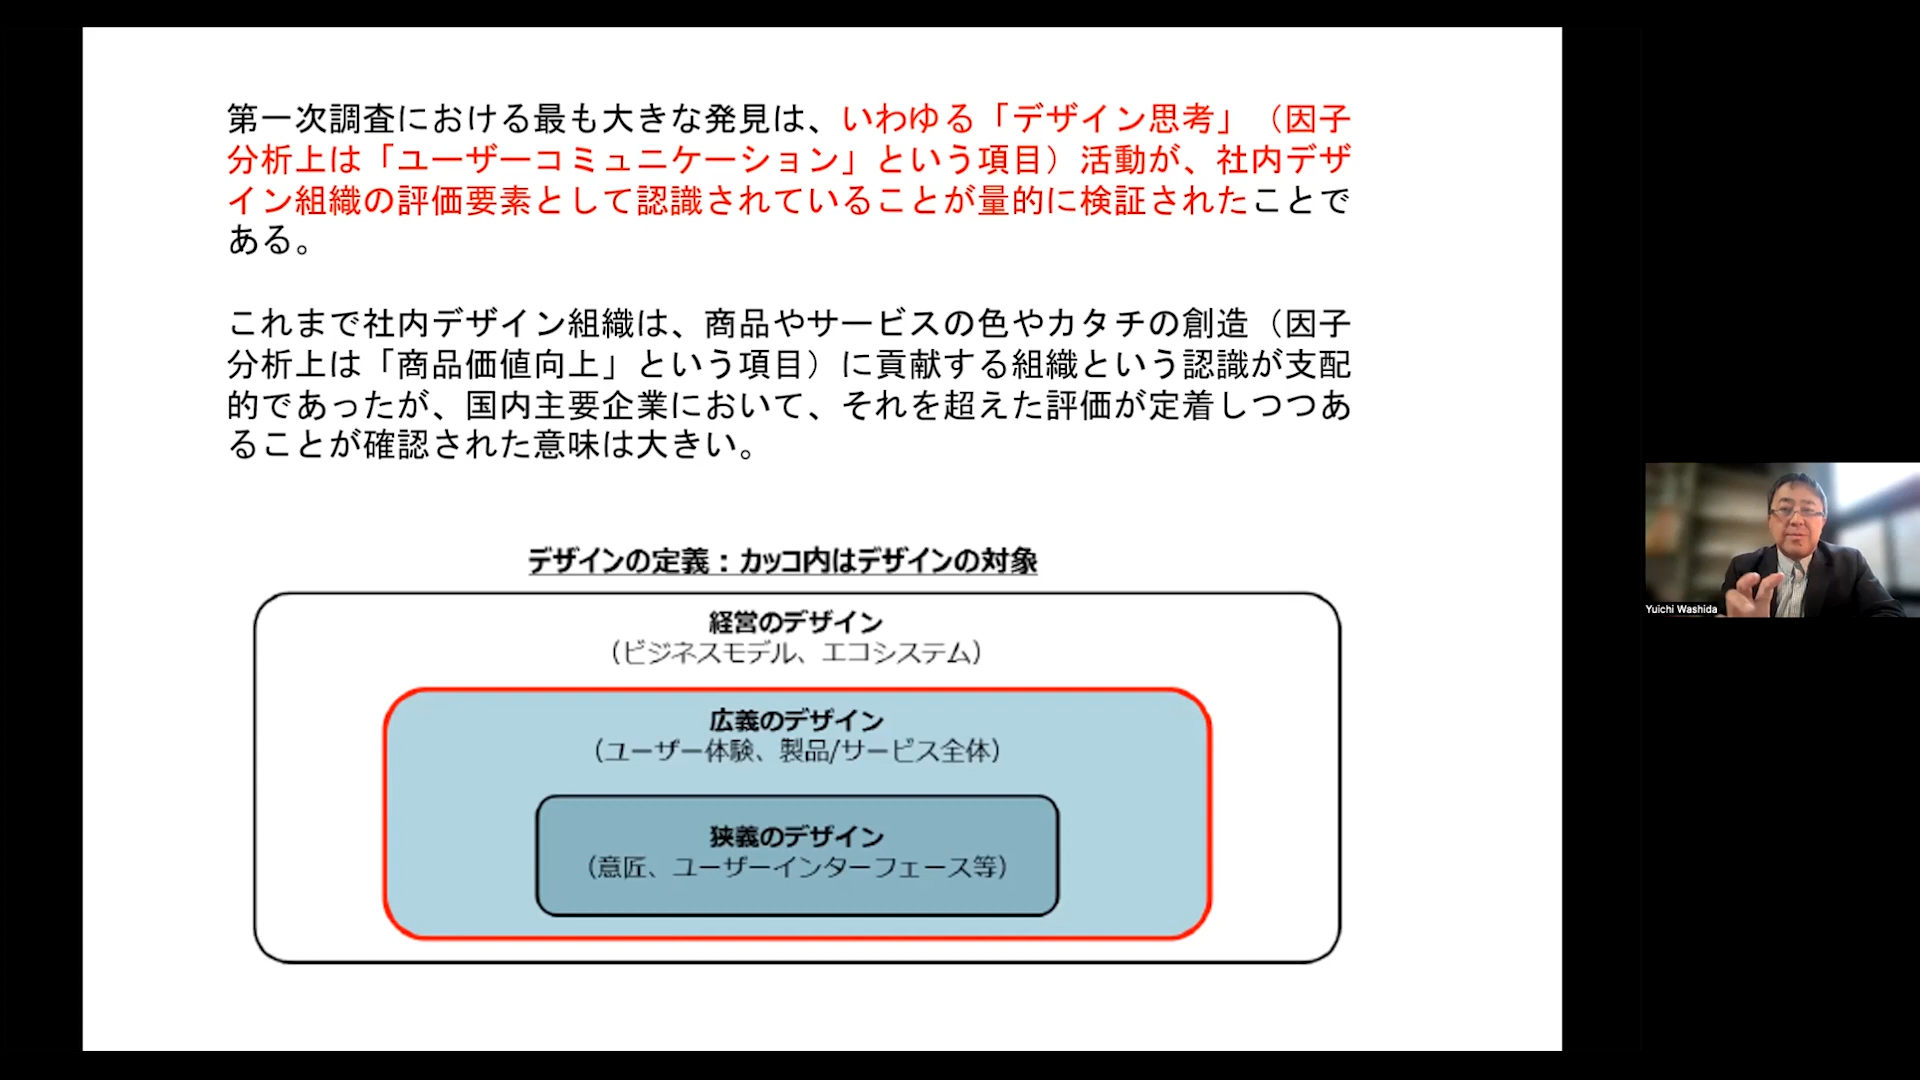 第一次調査における最も大きな発見は、いわゆる「デザイン思考」（因子
分析上は「ユーザーコミュニケーション」という項目）活動が、社内デザ
イン組織の評価要素として認識されていることが量的に検証されたことで
ある。
これまで社内デザイン組織は、商品やサービスの色やカタチの創造（因子
分析上は「商品価値向上」という項目）に貢献する組織という認識が支配
的であったが、国内主要企業において、それを超えた評価が定着しつつあ
ることが確認された意味は大きい。
デザインの定義：カッコ内はデザインの対象
経営のデザイン
（ビジネスモデル、エコシステム）
広義のデザイン
（ユーザー体験、製品/サービス全体）
狭義のデザイン
（意匠、ユーザーインターフェース等）
Yuichi Washida